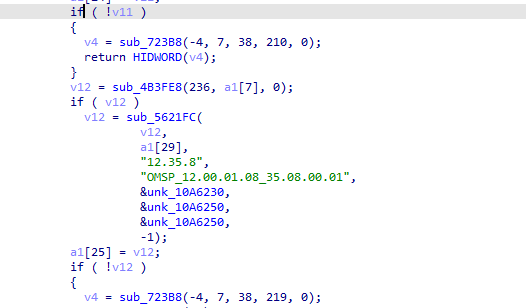 if ( !v11 )
{
v4 = sub_723B8(-4, 7, 38, 210, 0);
return HIDWORD(v4);
}
v12 = sub_4B3FE8(236, a1[7], 0);
if ( v12 )
v12 = sub_5621FC(
v12,
a1[29],
"12.35.8",
"OMSP_12.00.01.08_35.08.00.01",
&unk_10A6230,
&unk_10A6250,
&unk_10A6250,
-1);
a1[25] = v12;
if ( !v12 )
{
v4 = sub_723B8(-4, 7, 38, 219, 0);